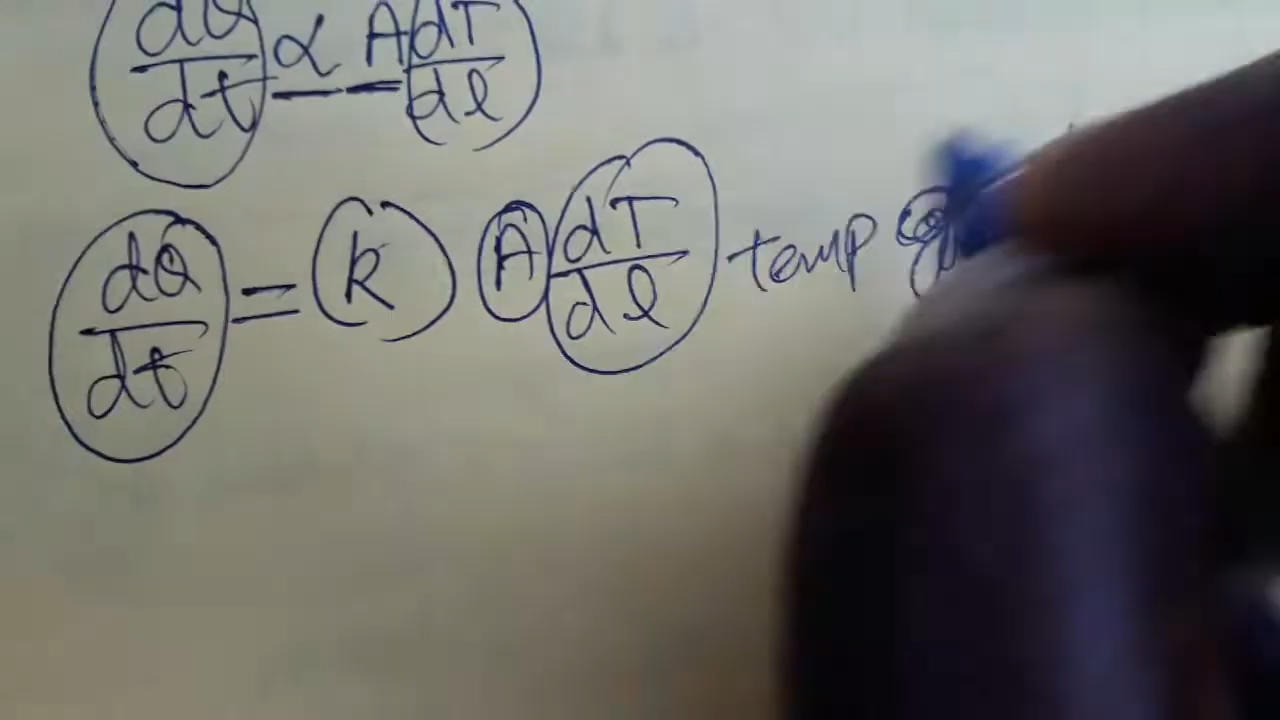 dQ/dt ∝ A dT/dl
dQ/dt = k A dT/dl temp